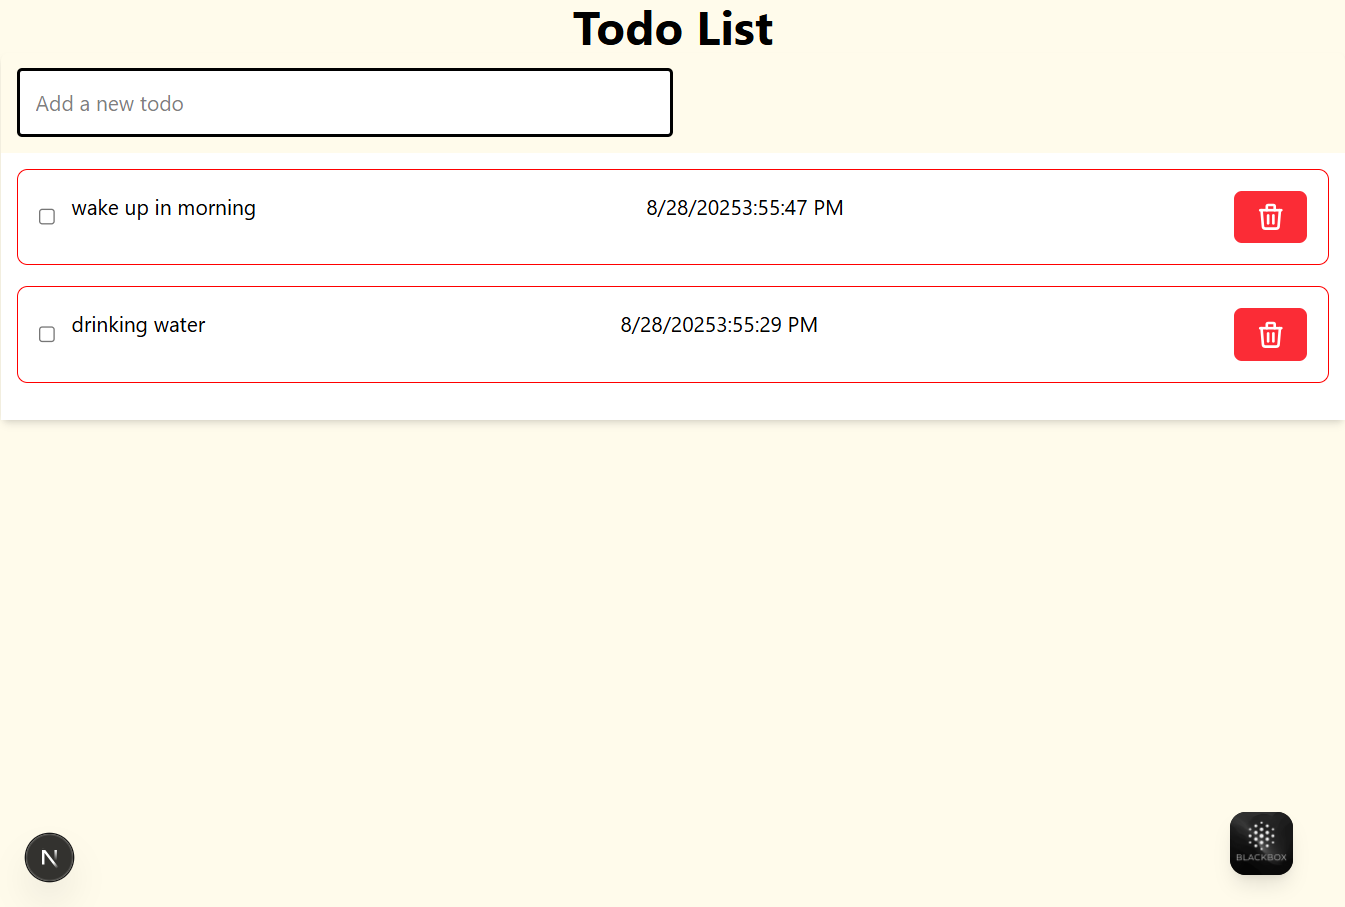 Todo List
Add a new todo
wake up in morning 8/28/20253:55:47 PM
drinking water 8/28/20253:55:29 PM
N
BLACKBOX